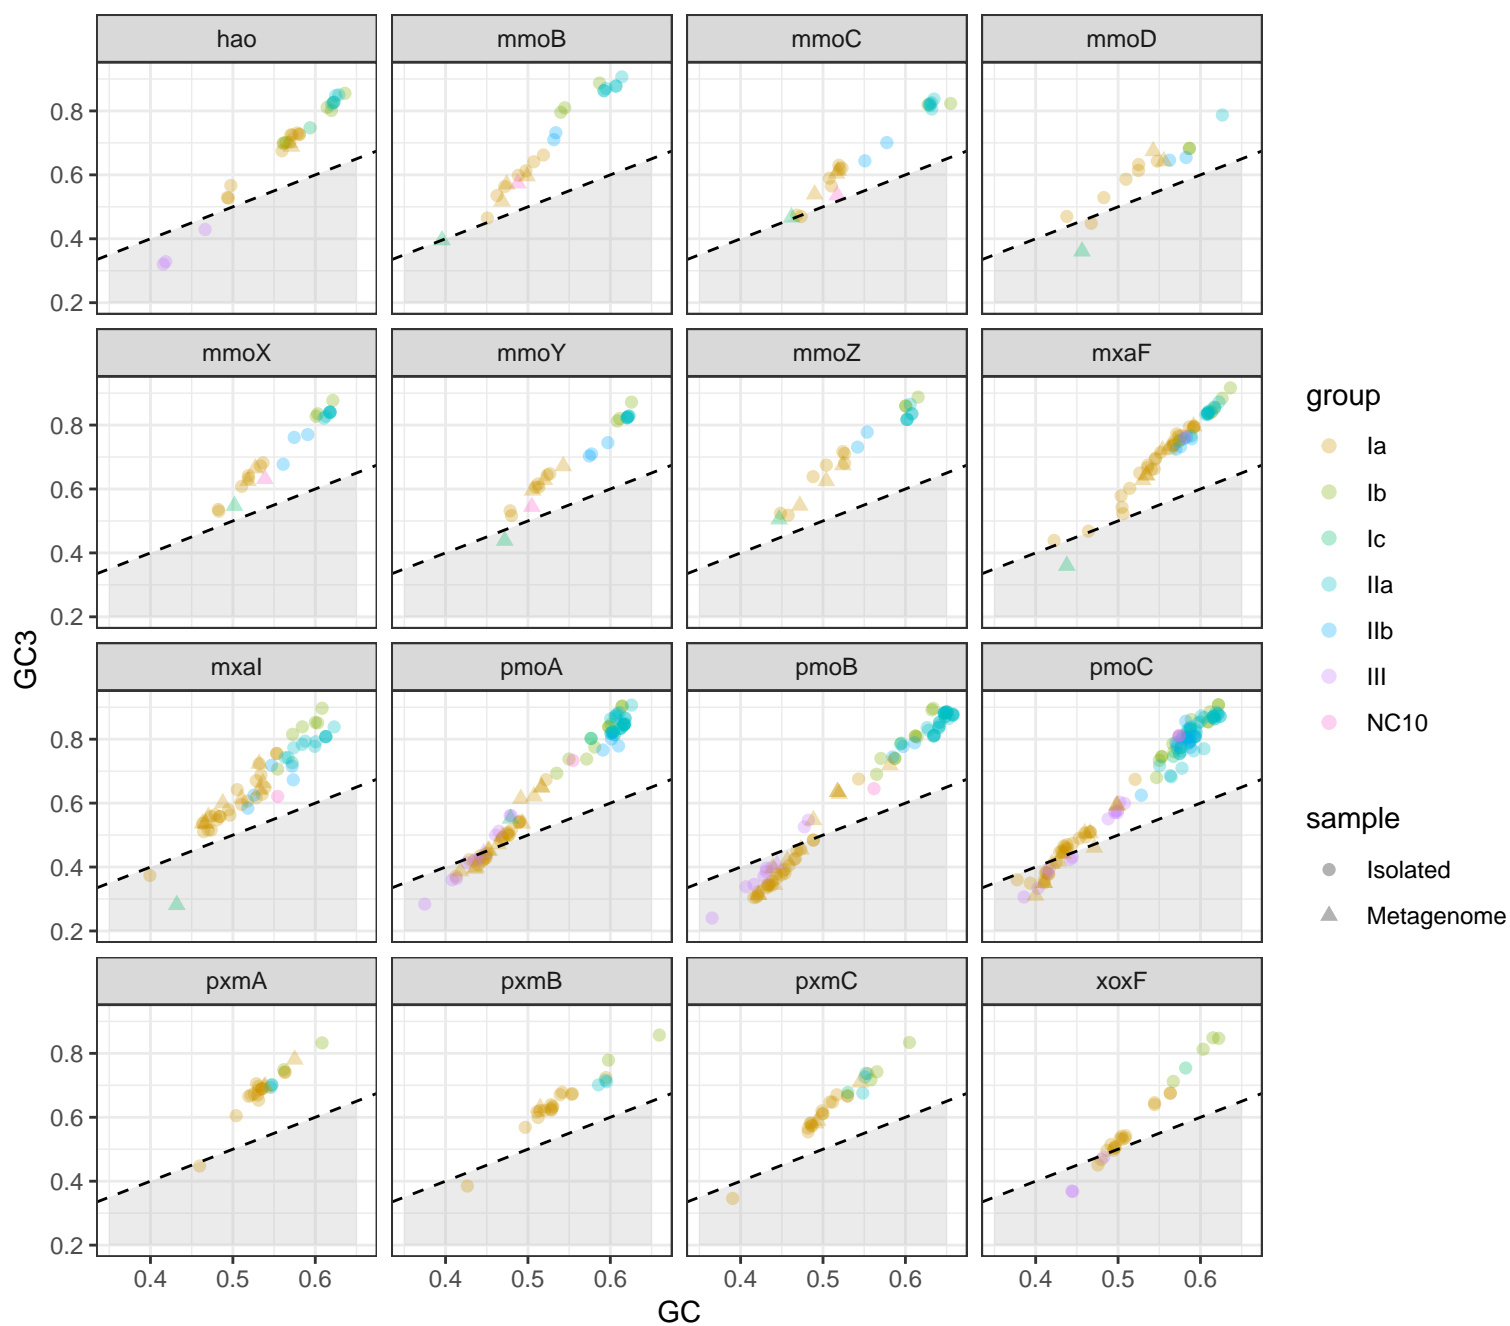 hao mmoB mmoC mmoD
0.8
0.6
0.4
0.2
mmoX mmoY mmoZ mxaF
0.8
0.6
0.4
0.2
mxaI pmoA pmoB pmoC
0.8
0.6
0.4
0.2
pxmA pxmB pxmC xoxF
0.8
0.6
0.4
0.2
0.4 0.5 0.6 0.4 0.5 0.6 0.4 0.5 0.6 0.4 0.5 0.6
GC
GC3
group
Ia
Ib
Ic
IIa
IIb
III
NC10
sample
Isolated
Metagenome